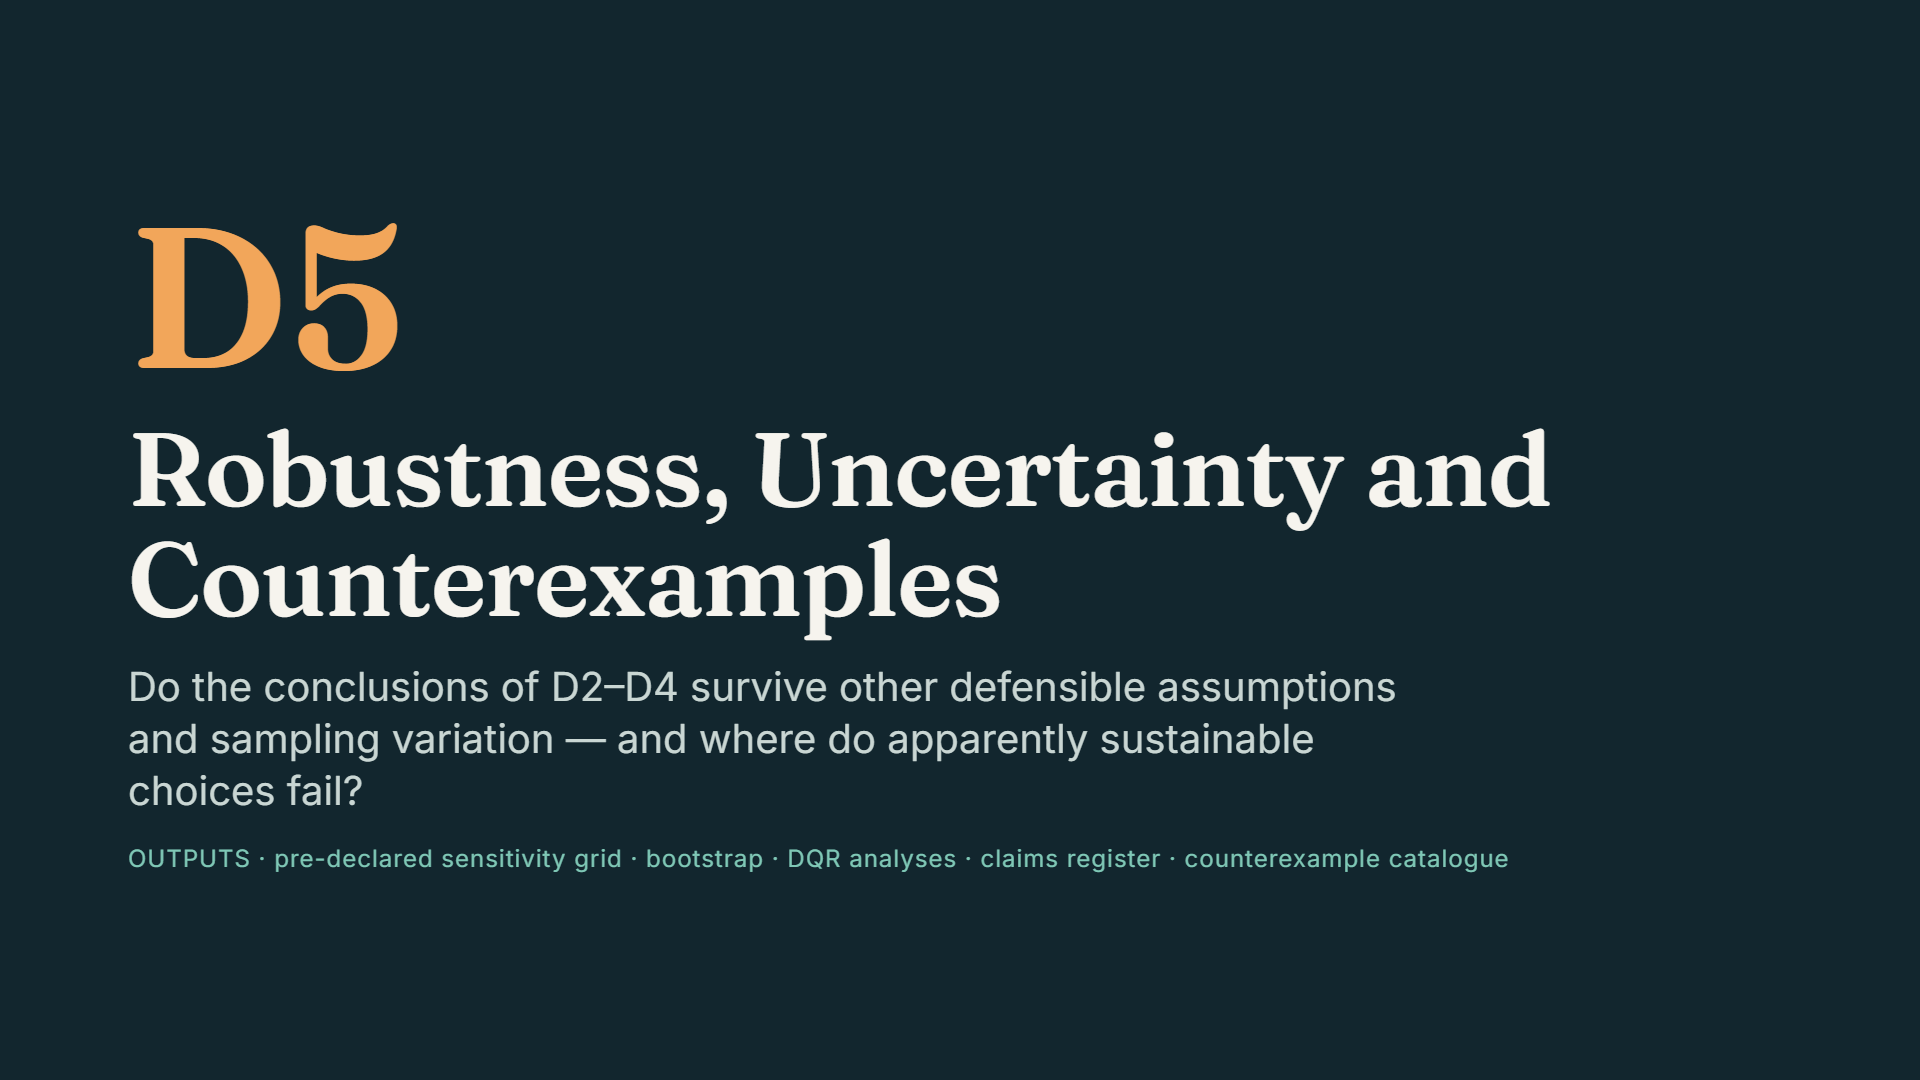 D5
Robustness, Uncertainty and
Counterexamples
Do the conclusions of D2–D4 survive other defensible assumptions
and sampling variation — and where do apparently sustainable
choices fail?
OUTPUTS · pre-declared sensitivity grid · bootstrap · DQR analyses · claims register · counterexample catalogue